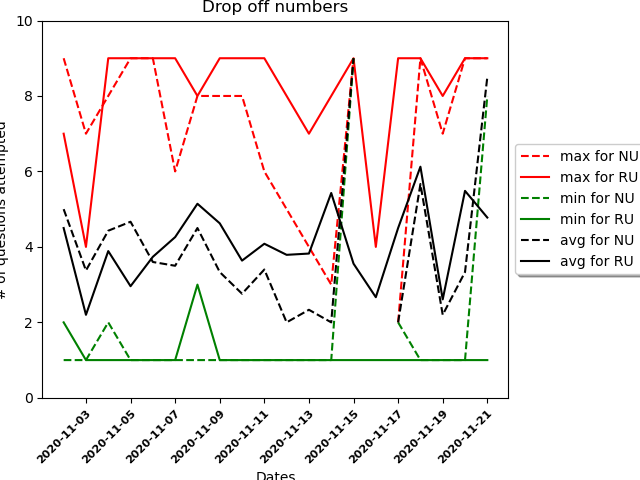 Drop off numbers
10
8
6
4
2
0
# of questions attempted
2020-11-03
2020-11-05
2020-11-07
2020-11-09
2020-11-11
2020-11-13
2020-11-15
2020-11-17
2020-11-19
2020-11-21
Dates
max for NU
max for RU
min for NU
min for RU
avg for NU
avg for RU